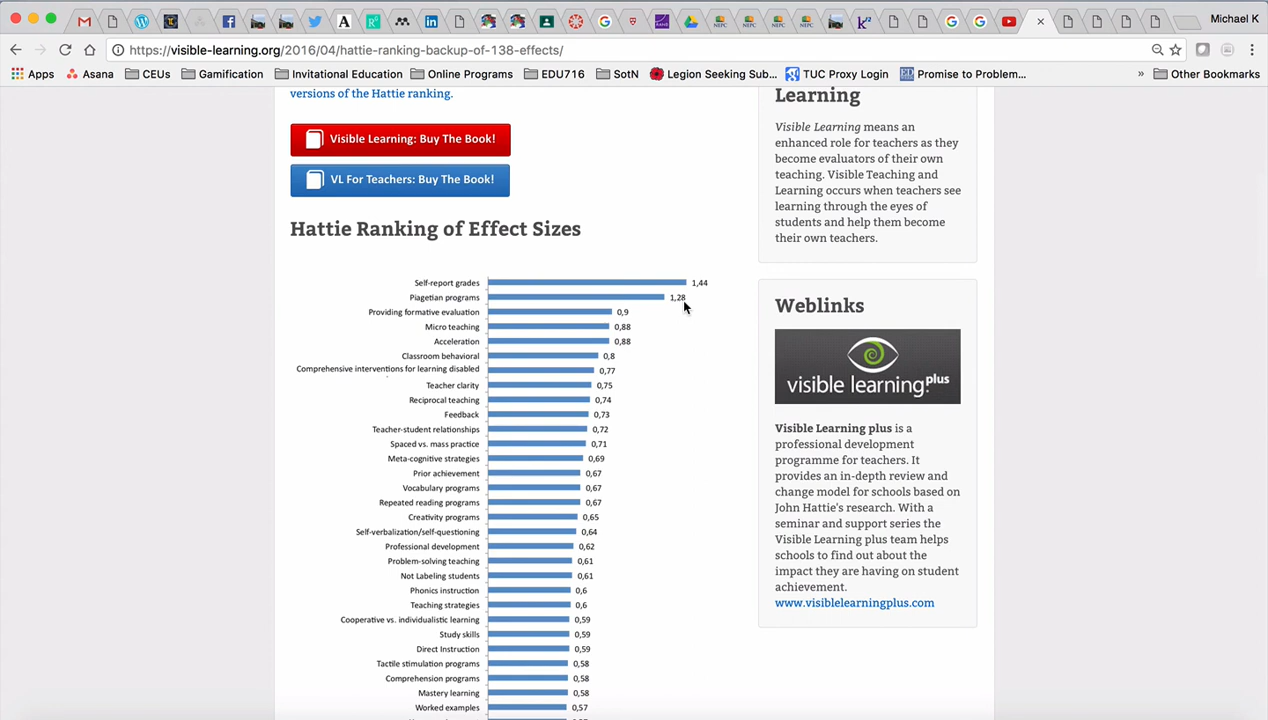 Michael K
https://visible-learning.org/2016/04/hattie-ranking-backup-of-138-effects/
Apps
Asana
CEUs
Gamification
Invitational Education
Online Programs
EDU716
SotN
Legion Seeking Sub...
TUC Proxy Login
Promise to Problem...
»
Other Bookmarks
versions of the Hattie ranking.
Visible Learning: Buy The Book!
VL For Teachers: Buy The Book!
Hattie Ranking of Effect Sizes
Self-report grades 1,44
Piagetian programs 1,28
Providing formative evaluation 0,9
Micro teaching 0,88
Acceleration 0,88
Classroom behavioral 0,8
Comprehensive interventions for learning disabled 0,77
Teacher clarity 0,75
Reciprocal teaching 0,74
Feedback 0,73
Teacher-student relationships 0,72
Spaced vs. mass practice 0,71
Meta-cognitive strategies 0,69
Prior achievement 0,67
Vocabulary programs 0,67
Repeated reading programs 0,67
Creativity programs 0,65
Self-verbalization/self-questioning 0,64
Professional development 0,62
Problem-solving teaching 0,61
Not Labeling students 0,61
Phonics instruction 0,6
Teaching strategies 0,6
Cooperative vs. individualistic learning 0,59
Study skills 0,59
Direct Instruction 0,59
Tactile stimulation programs 0,58
Comprehension programs 0,58
Mastery learning 0,58
Worked examples 0,57
Learning
Visible Learning means an
enhanced role for teachers as they
become evaluators of their own
teaching. Visible Teaching and
Learning occurs when teachers see
learning through the eyes of
students and help them become
their own teachers.
Weblinks
visible learning.plus
Visible Learning plus is a
professional development
programme for teachers. It
provides an in-depth review and
change model for schools based on
John Hattie's research. With a
seminar and support series the
Visible Learning plus team helps
schools to find out about the
impact they are having on student
achievement.
www.visiblelearningplus.com